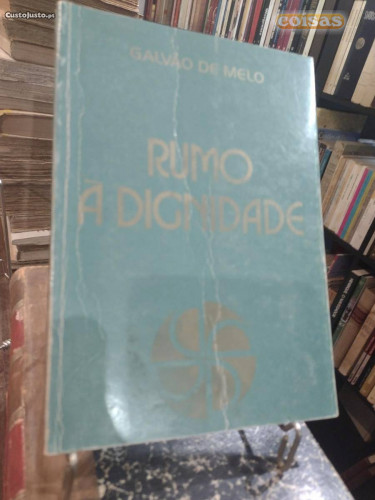 CustoJusto.pt
coisas
GALVÃO DE MELO
RUMO
À DIGNIDADE